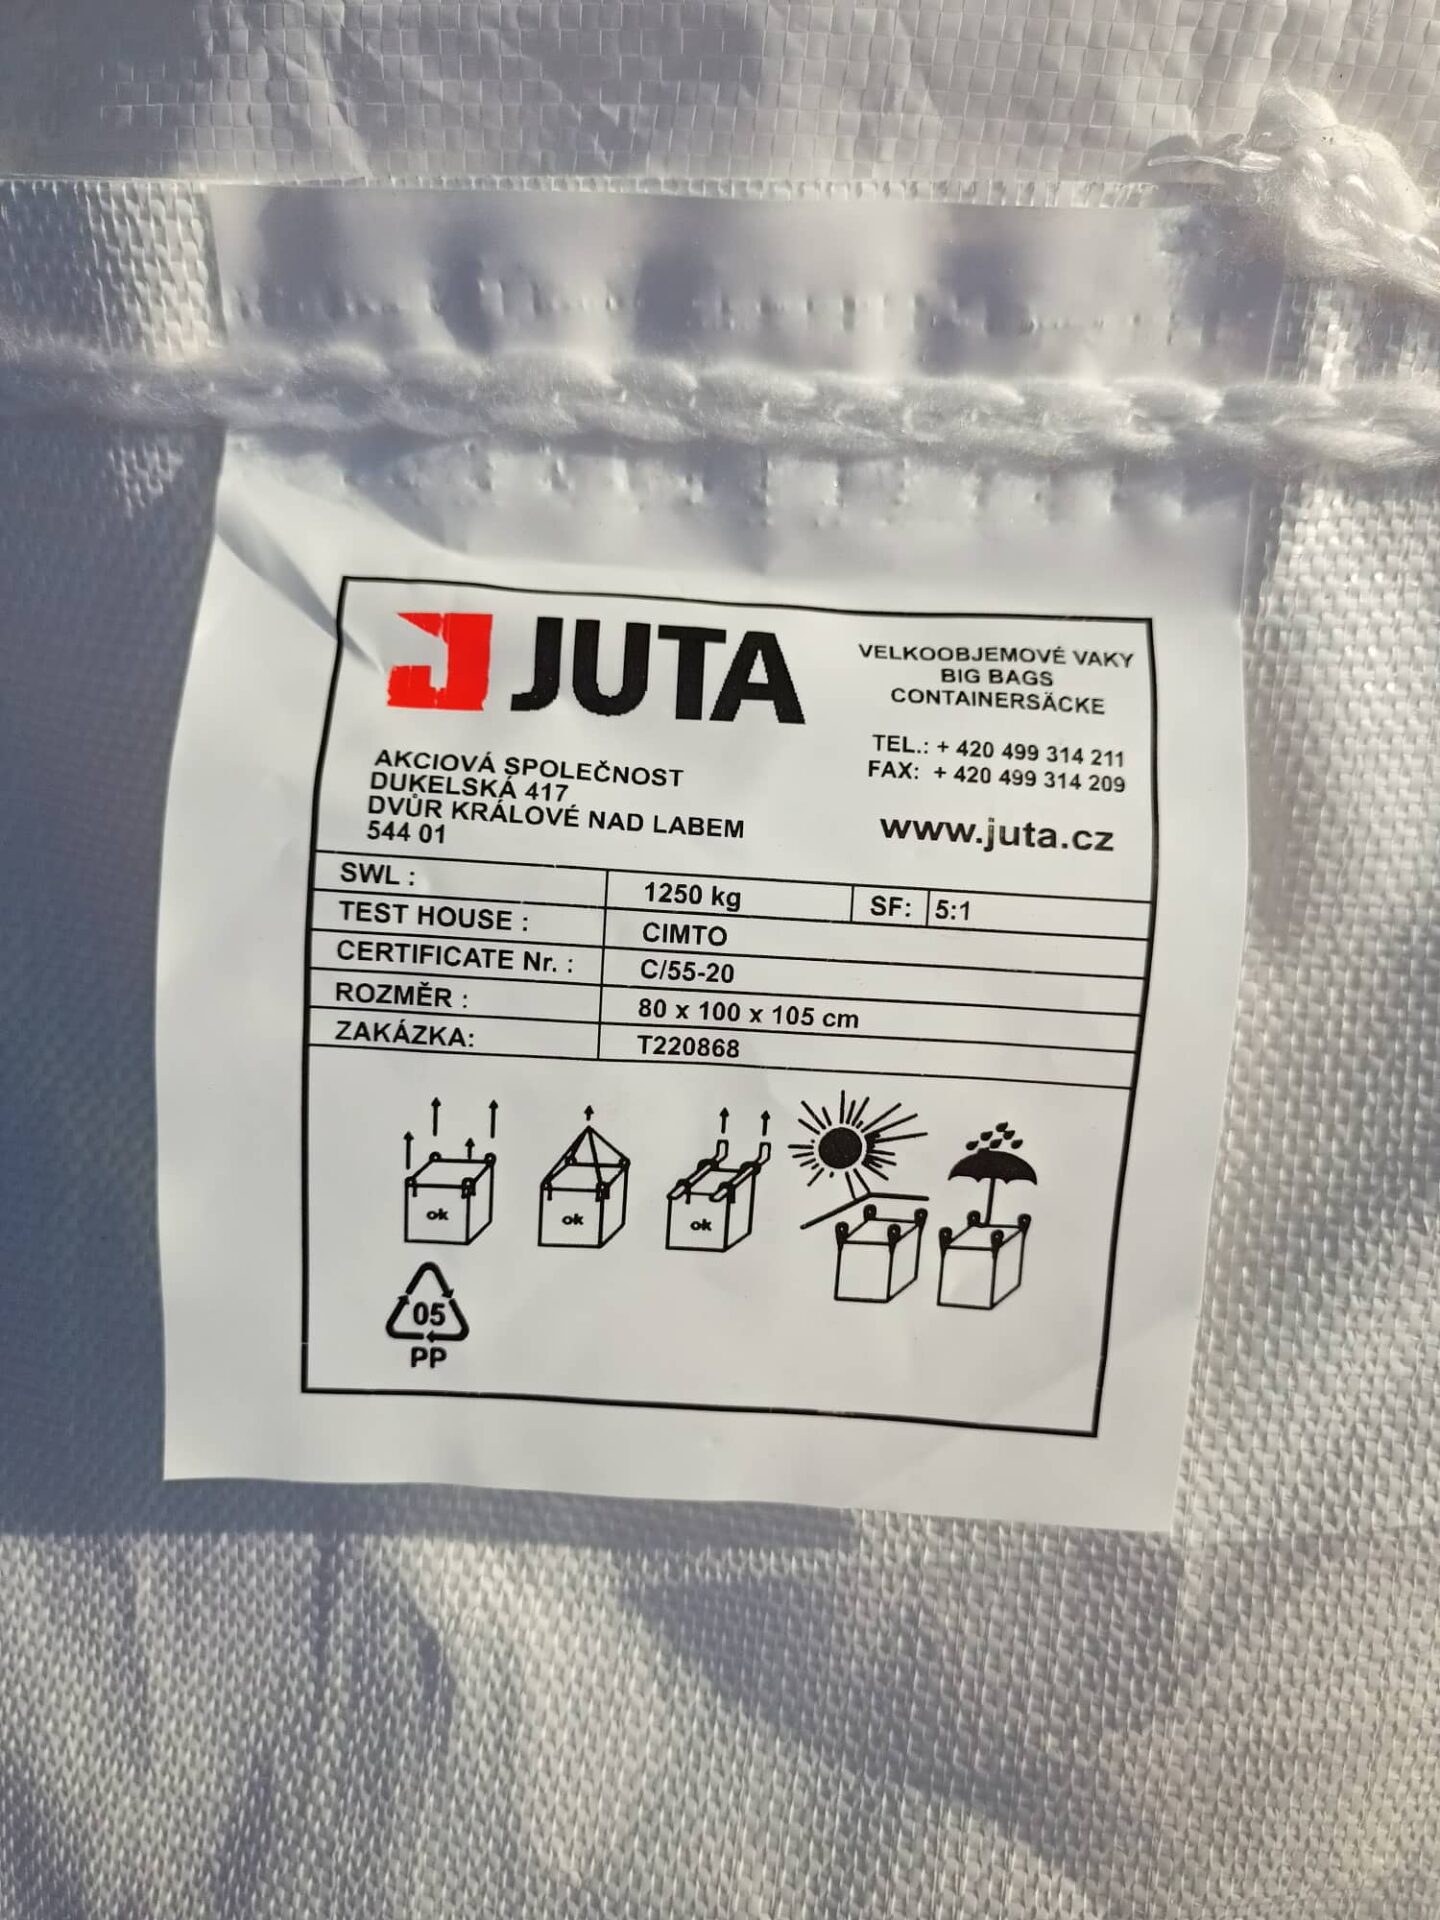 JUTA
VELKOOBJEMOVÉ VAKY
BIG BAGS
CONTAINERSÄCKE
TEL.: + 420 499 314 211
FAX: + 420 499 314 209
www.juta.cz
AKCIOVÁ SPOLEČNOST
DUKELSKÁ 417
DVŮR KRÁLOVÉ NAD LABEM
544 01
SWL : 1250 kg SF: 5:1
TEST HOUSE : CIMTO
CERTIFICATE Nr. : C/55-20
ROZMĚR : 80 x 100 x 105 cm
ZAKÁZKA: T220868
ok ok ok
05
PP